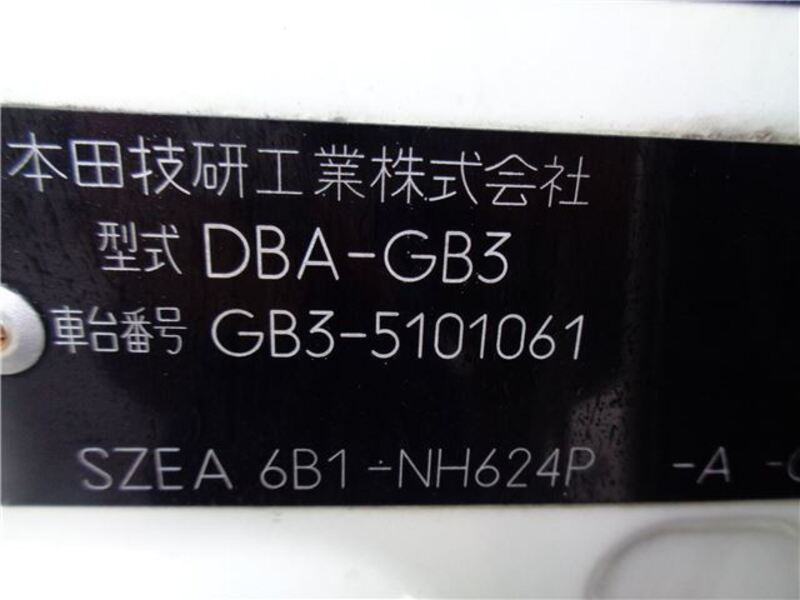 本田技研工業株式会社
型式 DBA-GB3
車台番号 GB3-5101061
SZEA 6B1-NH624P -A -